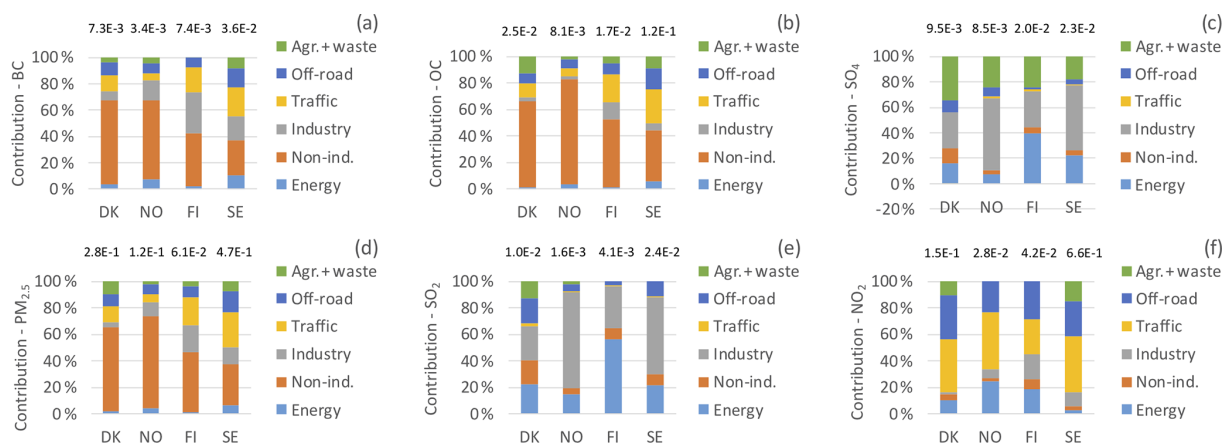 (a)
7.3E-3 3.4E-3 7.4E-3 3.6E-2
Contribution - BC
100 %
80 %
60 %
40 %
20 %
0 %
DK NO FI SE
Agr.+ waste
Off-road
Traffic
Industry
Non-ind.
Energy
(b)
2.5E-2 8.1E-3 1.7E-2 1.2E-1
Contribution - OC
100 %
80 %
60 %
40 %
20 %
0 %
DK NO FI SE
Agr.+ waste
Off-road
Traffic
Industry
Non-ind.
Energy
(c)
9.5E-3 8.5E-3 2.0E-2 2.3E-2
Contribution - SO4
100 %
80 %
60 %
40 %
20 %
0 %
-20 %
DK NO FI SE
Agr.+ waste
Off-road
Traffic
Industry
Non-ind.
Energy
(d)
2.8E-1 1.2E-1 6.1E-2 4.7E-1
Contribution - PM2.5
100 %
80 %
60 %
40 %
20 %
0 %
DK NO FI SE
Agr.+ waste
Off-road
Traffic
Industry
Non-ind.
Energy
(e)
1.0E-2 1.6E-3 4.1E-3 2.4E-2
Contribution - SO2
100 %
80 %
60 %
40 %
20 %
0 %
DK NO FI SE
Agr.+ waste
Off-road
Traffic
Industry
Non-ind.
Energy
(f)
1.5E-1 2.8E-2 4.2E-2 6.6E-1
Contribution - NO2
100 %
80 %
60 %
40 %
20 %
0 %
DK NO FI SE
Agr.+ waste
Off-road
Traffic
Industry
Non-ind.
Energy